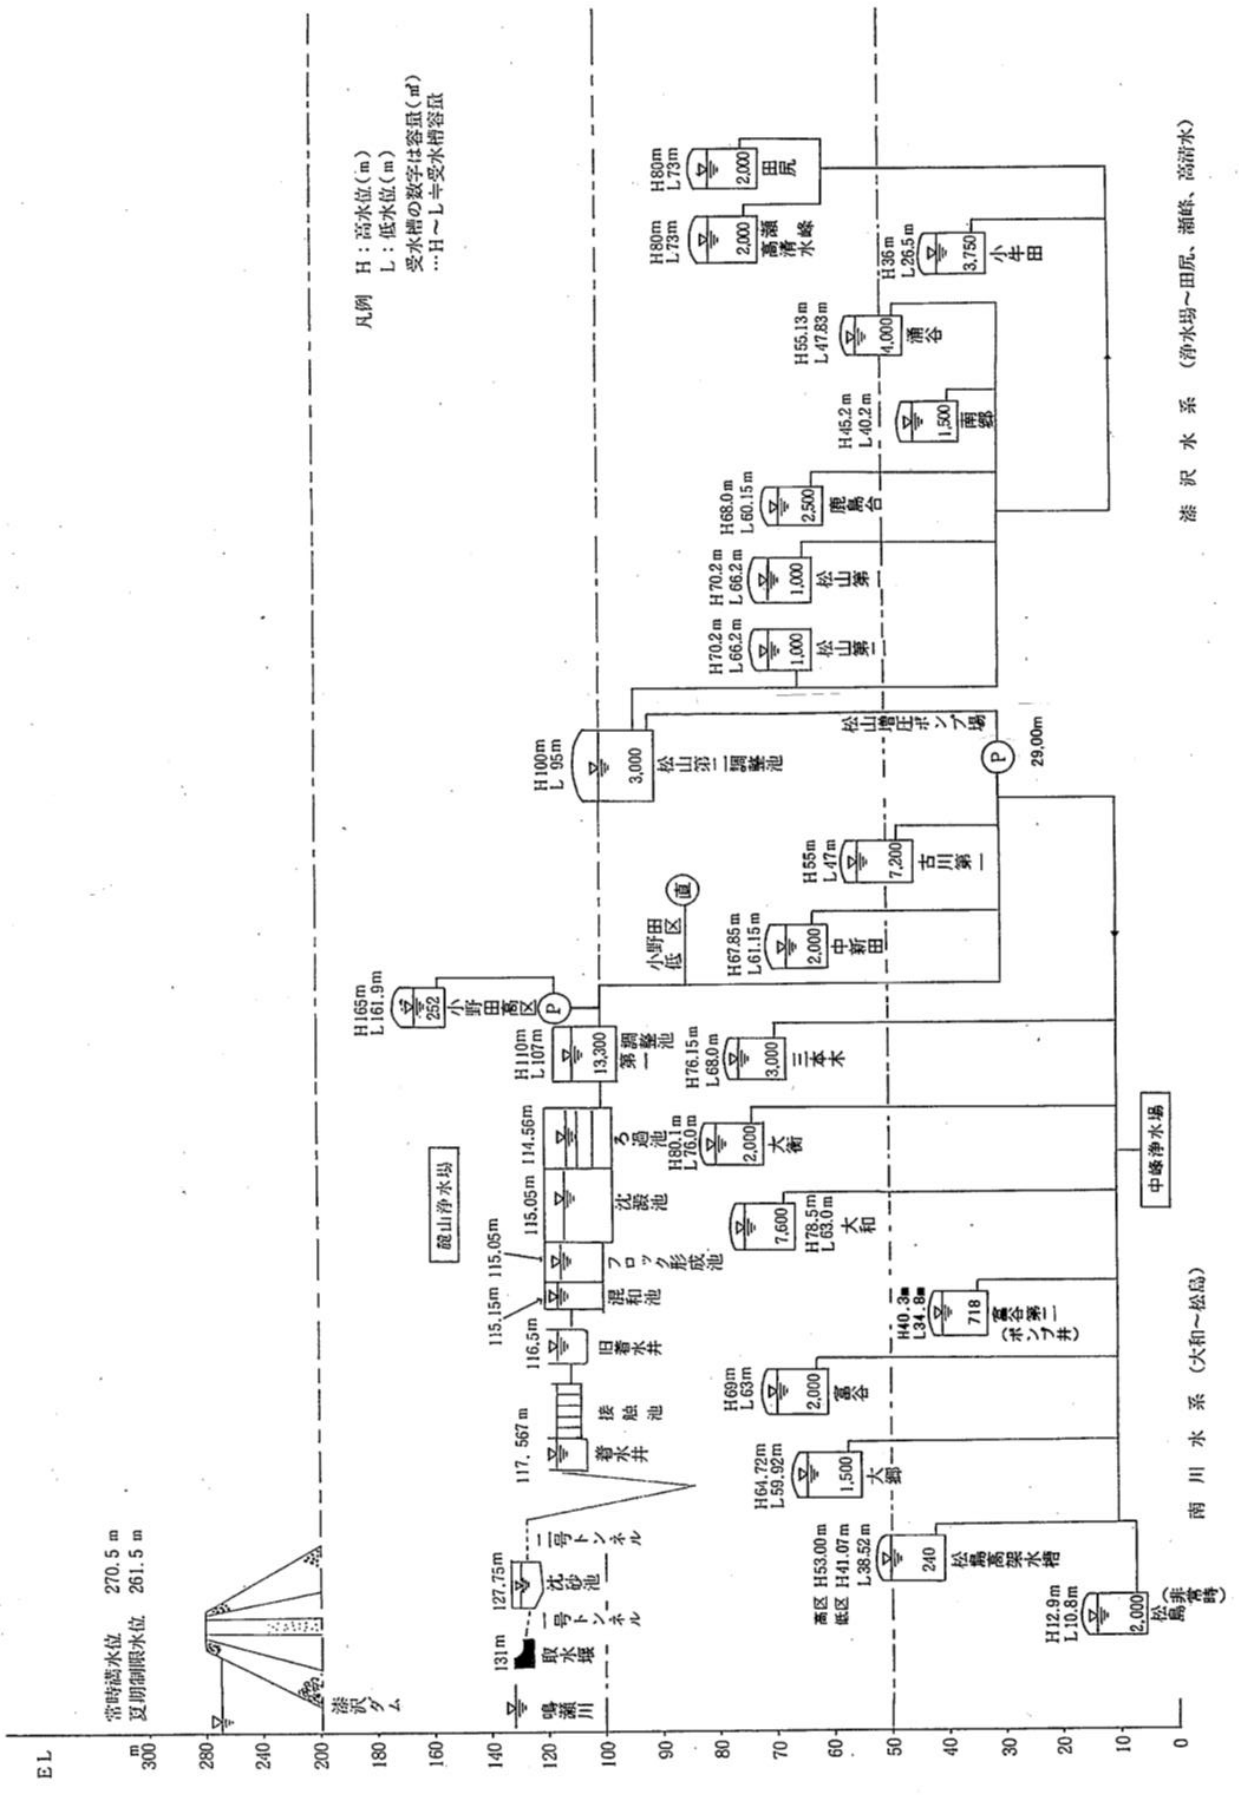 EL
m
300
280
240
200
180
160
140
120
100
90
80
70
60
50
40
30
20
10
0
常時満水位 270.5 m
夏期制限水位 261.5 m
漆沢
ダム
鳴瀬川
131m
取水堰
一号トンネル
127.75m
沈砂池
二号トンネル
117.567 m
着水井
接触池
116.5m
旧着水井
115.15m
混和池
115.05m
フロック形成池
115.05m
沈澱池
114.56m
ろ過池
麓山浄水場
H110m
L107m
13,300
第一調整池
P
H165m
L161.9m
252
小野田高区
小野田
低区
直
H67.85m
L61.15m
2,000
中新田
H55m
L47m
7,200
古川第一
P
29.00m
松山増圧ポンプ場
H100m
L 95m
3,000
松山第二調整池
H70.2m
L66.2m
1,000
松山第一
H70.2m
L66.2m
1,000
松山第一
H68.0m
L60.15m
2,500
鹿島台
H45.2m
L40.2m
1,500
南郷
H55.13m
L47.83m
4,000
涌谷
H36m
L26.5m
3,750
小牛田
H80m
L73m
2,000
高清水
瀬峰
H80m
L73m
2,000
田尻
凡例 H:高水位(m)
L:低水位(m)
受水槽の数字は容量(㎥)
…H~L≒受水槽容量
漆沢水系 (浄水場~田尻、瀬峰、高清水)
中峰浄水場
H76.15m
L68.0m
3,000
三本木
H80.1m
L76.0m
2,000
大衡
7,600
H78.5m
L63.0m
大和
H40.3m
L34.8m
718
富谷第二
(ポンプ井)
H69m
L63m
2,000
富谷
H64.72m
L59.92m
1,500
大郷
高区 H53.00m
低区 H41.07m
L38.52m
240
松島高架水槽
H12.9m
L10.8m
2,000
松島
(非常時)
南川水系 (大和~松島)